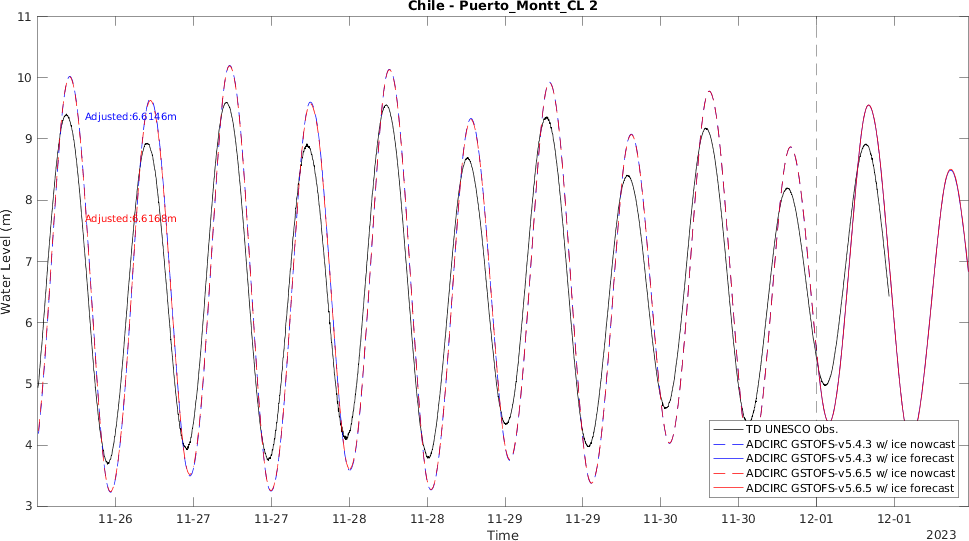 Chile - Puerto_Montt_CL 2
Water Level (m)
11
10
9
8
7
6
5
4
3
Adjusted:6.6146m
Adjusted:6.6168m
TD UNESCO Obs.
ADCIRC GSTOFS-v5.4.3 w/ ice nowcast
ADCIRC GSTOFS-v5.4.3 w/ ice forecast
ADCIRC GSTOFS-v5.6.5 w/ ice nowcast
ADCIRC GSTOFS-v5.6.5 w/ ice forecast
11-26 11-27 11-27 11-28 11-28 11-29 11-29 11-30 11-30 12-01 12-01
Time
2023